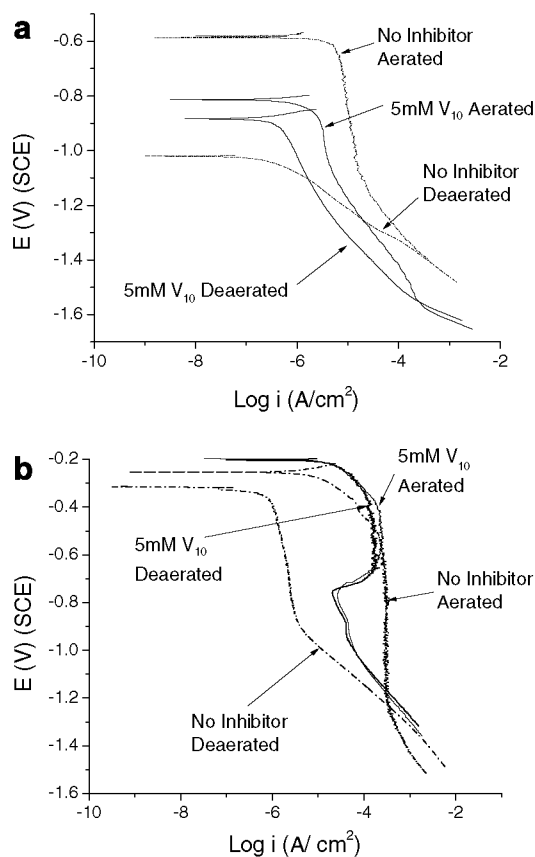 a
-0.6
-0.8
-1.0
-1.2
-1.4
-1.6
E (V) (SCE)
No Inhibitor
Aerated
5mM V10 Aerated
No Inhibitor
Deaerated
5mM V10 Deaerated
-10
-8
-6
-4
-2
Log i (A/cm²)
b
-0.2
-0.4
-0.6
-0.8
-1.0
-1.2
-1.4
-1.6
E (V) (SCE)
5mM V10
Aerated
5mM V10
Deaerated
No Inhibitor
Aerated
No Inhibitor
Deaerated
-10
-8
-6
-4
-2
Log i (A/ cm²)